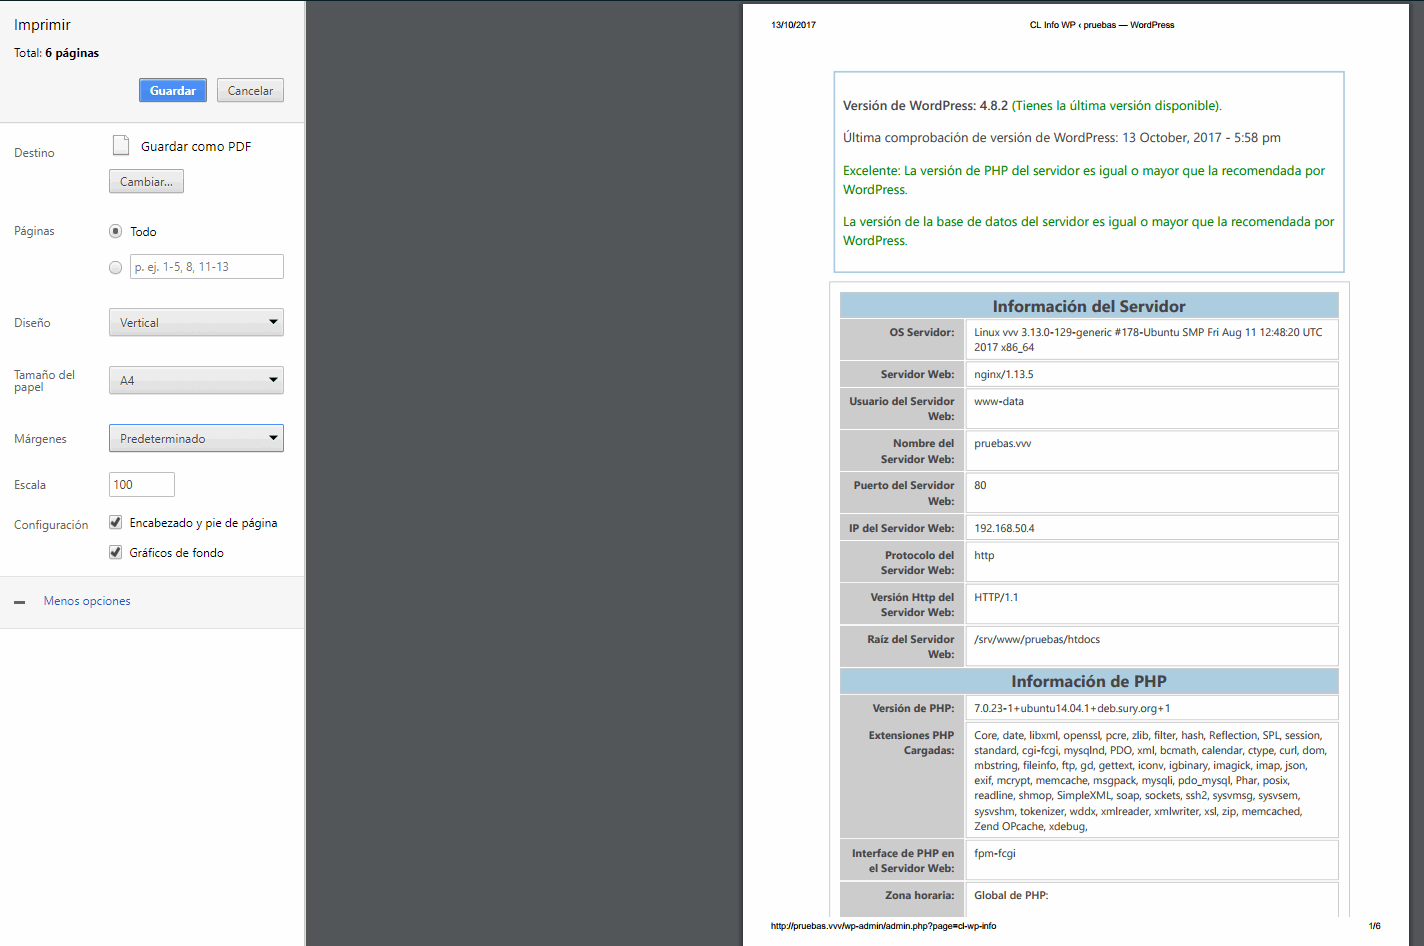 Imprimir
Total: 6 páginas
Guardar
Cancelar
Destino
Guardar como PDF
Cambiar...
Páginas
Todo
p. ej. 1-5, 8, 11-13
Diseño
Vertical
Tamaño del
papel
A4
Márgenes
Predeterminado
Escala
100
Configuración
Encabezado y pie de página
Gráficos de fondo
Menos opciones
13/10/2017
CL Info WP ‹ pruebas — WordPress
Versión de WordPress: 4.8.2 (Tienes la última versión disponible).
Última comprobación de versión de WordPress: 13 October, 2017 - 5:58 pm
Excelente: La versión de PHP del servidor es igual o mayor que la recomendada por
WordPress.
La versión de la base de datos del servidor es igual o mayor que la recomendada por
WordPress.
Información del Servidor
OS Servidor:
Linux vvv 3.13.0-129-generic #178-Ubuntu SMP Fri Aug 11 12:48:20 UTC
2017 x86_64
Servidor Web:
nginx/1.13.5
Usuario del Servidor
Web:
www-data
Nombre del
Servidor Web:
pruebas.vvv
Puerto del Servidor
Web:
80
IP del Servidor Web:
192.168.50.4
Protocolo del
Servidor Web:
http
Versión Http del
Servidor Web:
HTTP/1.1
Raíz del Servidor
Web:
/srv/www/pruebas/htdocs
Información de PHP
Versión de PHP:
7.0.23-1+ubuntu14.04.1+deb.sury.org+1
Extensiones PHP
Cargadas:
Core, date, libxml, openssl, pcre, zlib, filter, hash, Reflection, SPL, session,
standard, cgi-fcgi, mysqlnd, PDO, xml, bcmath, calendar, ctype, curl, dom,
mbstring, fileinfo, ftp, gd, gettext, iconv, igbinary, imagick, imap, json,
exif, mcrypt, memcache, msgpack, mysqli, pdo_mysql, Phar, posix,
readline, shmop, SimpleXML, soap, sockets, ssh2, sysvmsg, sysvsem,
sysvshm, tokenizer, wddx, xmlreader, xmlwriter, xsl, zip, memcached,
Zend OPcache, xdebug,
Interface de PHP en
el Servidor Web:
fpm-fcgi
Zona horaria:
Global de PHP:
http://pruebas.vvv/wp-admin/admin.php?page=cl-wp-info
1/6